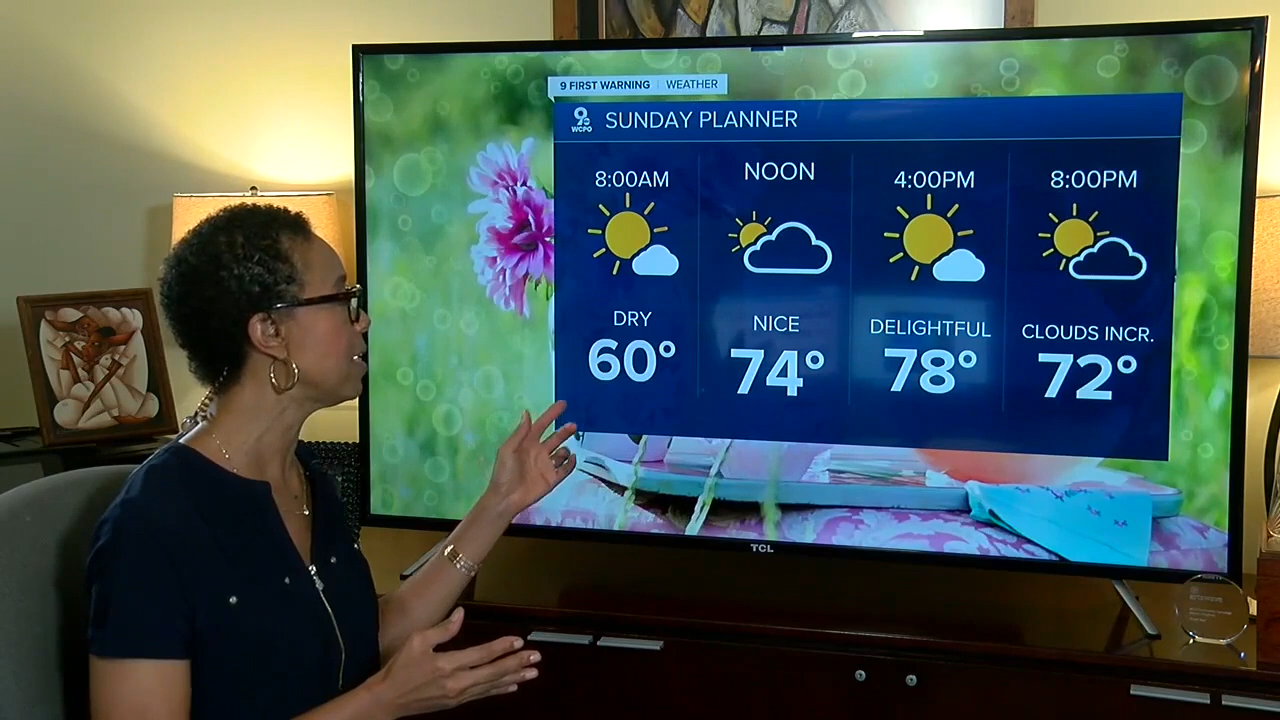 9 FIRST WARNING | WEATHER
9 WCPO SUNDAY PLANNER
8:00AM NOON 4:00PM 8:00PM
DRY NICE DELIGHTFUL CLOUDS INCR.
60° 74° 78° 72°
TCL